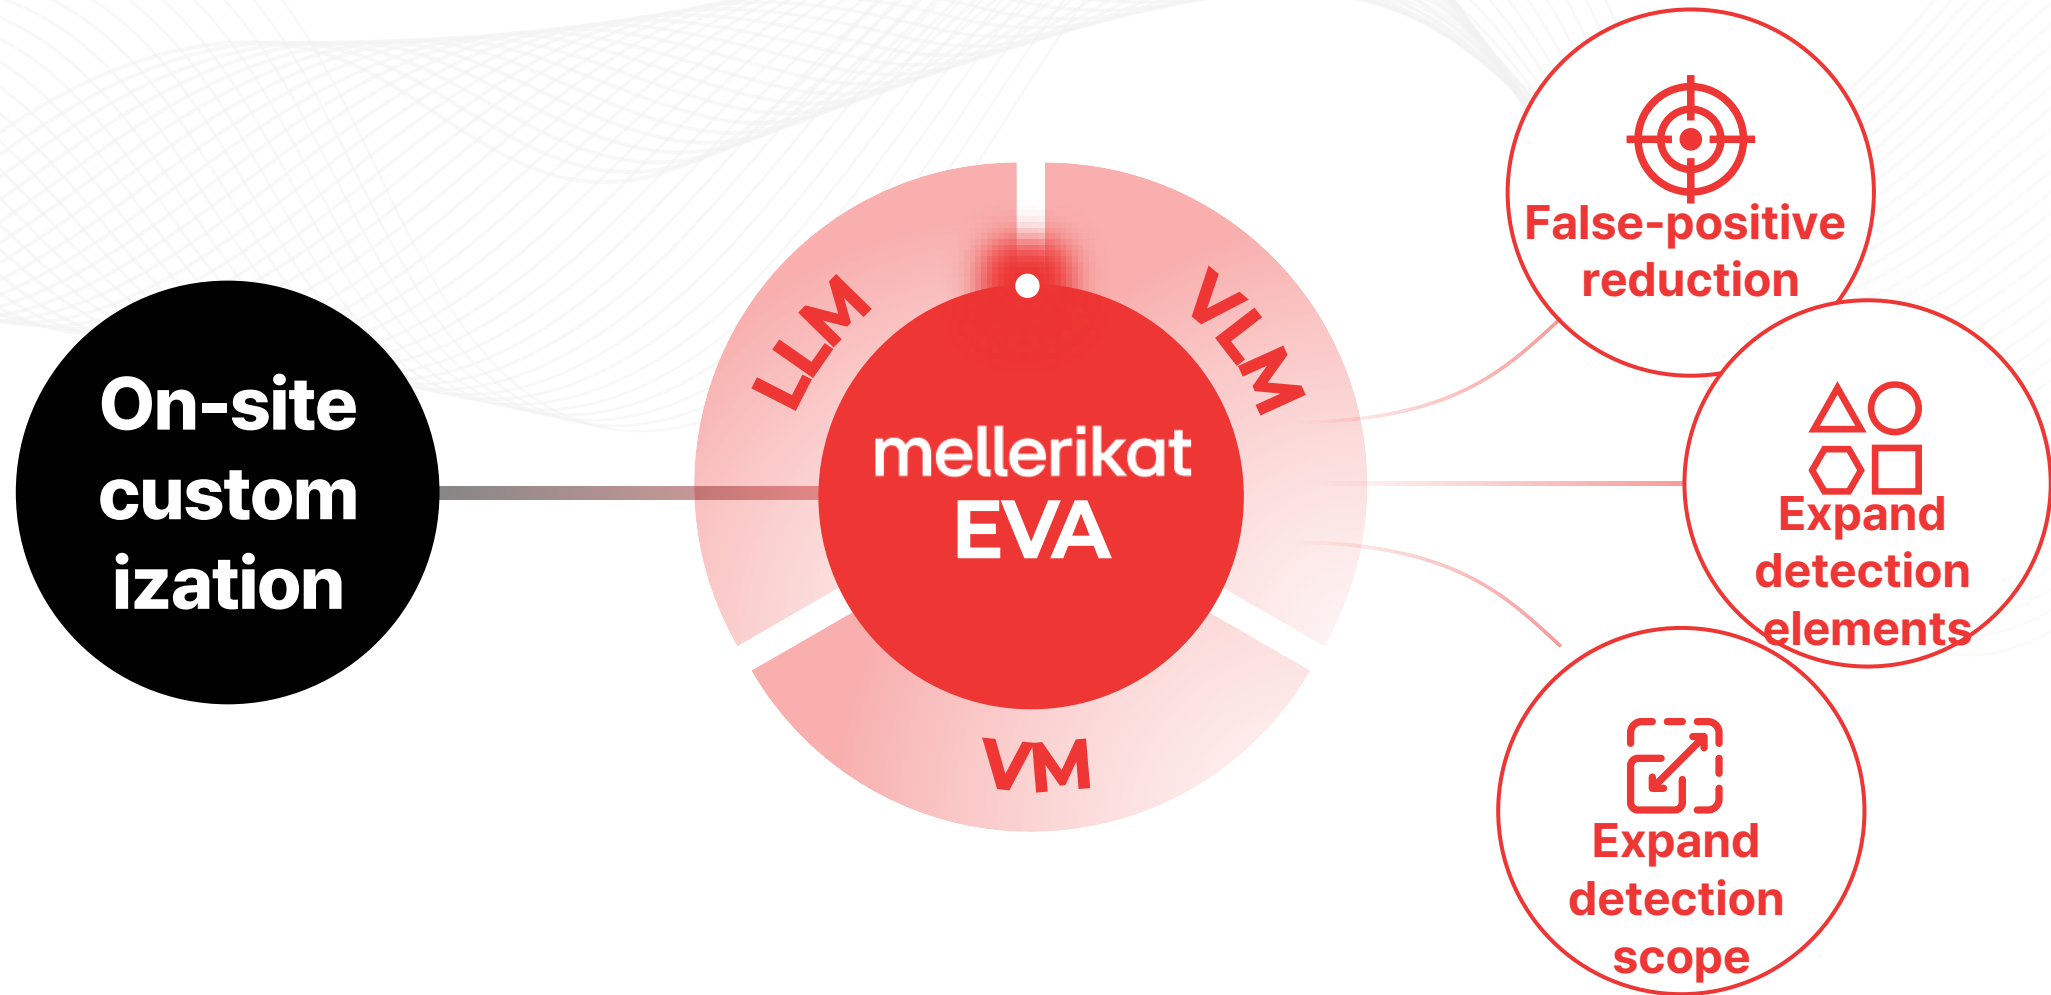 On-site
custom
ization
LLM
VLM
VM
mellerikat
EVA
False-positive
reduction
Expand
detection
elements
Expand
detection
scope